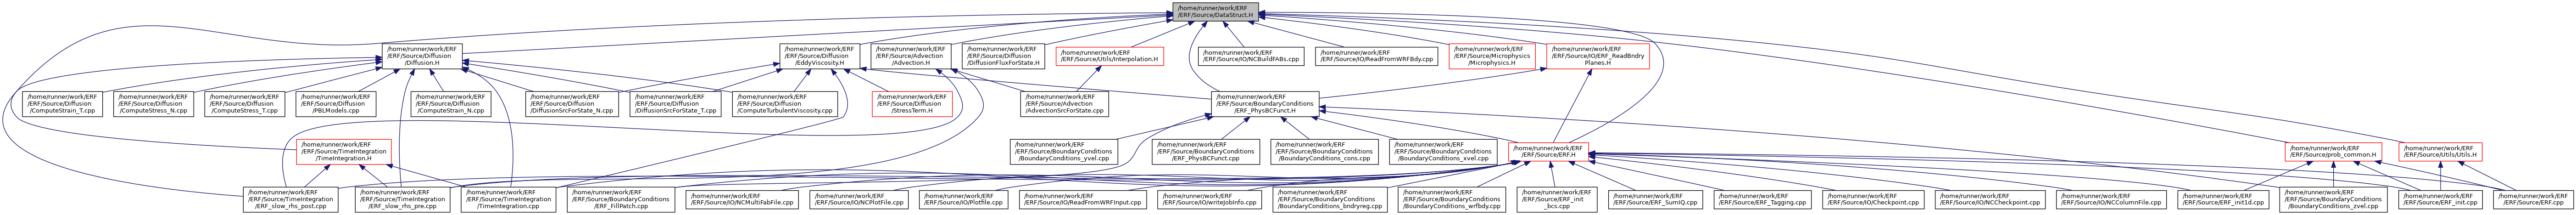 /home/runner/work/ERF
/ERF/Source/DataStruct.H
/home/runner/work/ERF
/ERF/Source/Diffusion
/Diffusion.H
/home/runner/work/ERF
/ERF/Source/Diffusion
/EddyViscosity.H
/home/runner/work/ERF
/ERF/Source/Advection
/Advection.H
/home/runner/work/ERF
/ERF/Source/Diffusion
/DiffusionFluxForState.H
/home/runner/work/ERF
/ERF/Source/Utils/Interpolation.H
/home/runner/work/ERF
/ERF/Source/IO/NCBuildFABs.cpp
/home/runner/work/ERF
/ERF/Source/IO/ReadFromWRFBdy.cpp
/home/runner/work/ERF
/ERF/Source/Microphysics
/Microphysics.H
/home/runner/work/ERF
/ERF/Source/IO/ERF_ReadBndry
Planes.H
/home/runner/work/ERF
/ERF/Source/Diffusion
/ComputeStrain_T.cpp
/home/runner/work/ERF
/ERF/Source/Diffusion
/ComputeStress_N.cpp
/home/runner/work/ERF
/ERF/Source/Diffusion
/ComputeStress_T.cpp
/home/runner/work/ERF
/ERF/Source/Diffusion
/PBLModels.cpp
/home/runner/work/ERF
/ERF/Source/Diffusion
/ComputeStrain_N.cpp
/home/runner/work/ERF
/ERF/Source/Diffusion
/DiffusionSrcForState_N.cpp
/home/runner/work/ERF
/ERF/Source/Diffusion
/DiffusionSrcForState_T.cpp
/home/runner/work/ERF
/ERF/Source/Diffusion
/ComputeTurbulentViscosity.cpp
/home/runner/work/ERF
/ERF/Source/Diffusion
/StressTerm.H
/home/runner/work/ERF
/ERF/Source/Advection
/AdvectionSrcForState.cpp
/home/runner/work/ERF
/ERF/Source/BoundaryConditions
/ERF_PhysBCFunct.H
/home/runner/work/ERF
/ERF/Source/TimeIntegration
/TimeIntegration.H
/home/runner/work/ERF
/ERF/Source/BoundaryConditions
/BoundaryConditions_yvel.cpp
/home/runner/work/ERF
/ERF/Source/BoundaryConditions
/ERF_PhysBCFunct.cpp
/home/runner/work/ERF
/ERF/Source/BoundaryConditions
/BoundaryConditions_cons.cpp
/home/runner/work/ERF
/ERF/Source/BoundaryConditions
/BoundaryConditions_xvel.cpp
/home/runner/work/ERF
/ERF/Source/ERF.H
/home/runner/work/ERF
/ERF/Source/prob_common.H
/home/runner/work/ERF
/ERF/Source/Utils/Utils.H
/home/runner/work/ERF
/ERF/Source/TimeIntegration
/ERF_slow_rhs_post.cpp
/home/runner/work/ERF
/ERF/Source/TimeIntegration
/ERF_slow_rhs_pre.cpp
/home/runner/work/ERF
/ERF/Source/TimeIntegration
/TimeIntegration.cpp
/home/runner/work/ERF
/ERF/Source/BoundaryConditions
/ERF_FillPatch.cpp
/home/runner/work/ERF
/ERF/Source/IO/NCMultiFabFile.cpp
/home/runner/work/ERF
/ERF/Source/IO/NCPlotFile.cpp
/home/runner/work/ERF
/ERF/Source/IO/Plotfile.cpp
/home/runner/work/ERF
/ERF/Source/IO/ReadFromWRFInput.cpp
/home/runner/work/ERF
/ERF/Source/IO/writeJobInfo.cpp
/home/runner/work/ERF
/ERF/Source/BoundaryConditions
/BoundaryConditions_bndryreg.cpp
/home/runner/work/ERF
/ERF/Source/BoundaryConditions
/BoundaryConditions_wrfbdy.cpp
/home/runner/work/ERF
/ERF/Source/ERF_init
_bcs.cpp
/home/runner/work/ERF
/ERF/Source/ERF_SumIQ.cpp
/home/runner/work/ERF
/ERF/Source/ERF_Tagging.cpp
/home/runner/work/ERF
/ERF/Source/IO/Checkpoint.cpp
/home/runner/work/ERF
/ERF/Source/IO/NCCheckpoint.cpp
/home/runner/work/ERF
/ERF/Source/IO/NCColumnFile.cpp
/home/runner/work/ERF
/ERF/Source/ERF_init1d.cpp
/home/runner/work/ERF
/ERF/Source/BoundaryConditions
/BoundaryConditions_zvel.cpp
/home/runner/work/ERF
/ERF/Source/ERF_init.cpp
/home/runner/work/ERF
/ERF/Source/ERF.cpp